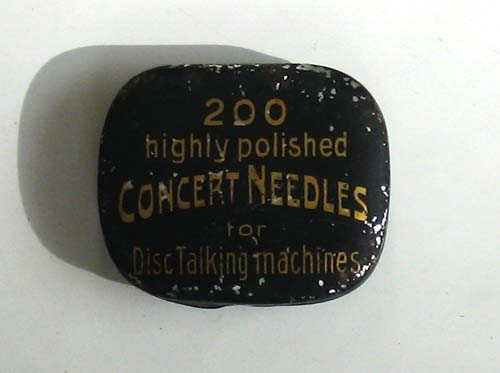 200
highly polished
CONCERT NEEDLES
for
Disc Talking machines